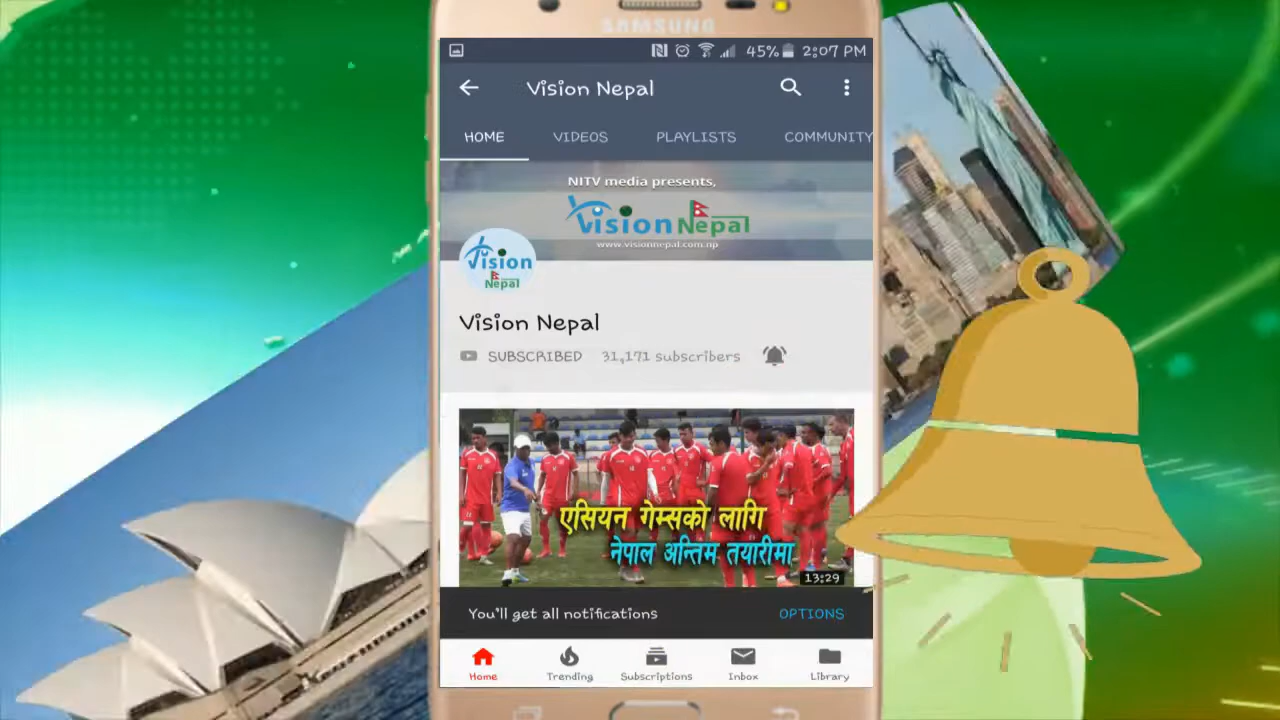 SAMSUNG
45% 2:07 PM
Vision Nepal
HOME VIDEOS PLAYLISTS COMMUNITY
NITV media presents,
Vision Nepal
www.visionnepal.com.np
Vision
Nepal
Vision Nepal
SUBSCRIBED 31,171 subscribers
एसियन गेम्सको लागि
नेपाल अन्तिम तयारीमा
13:29
You'll get all notifications OPTIONS
Home Trending Subscriptions Inbox Library